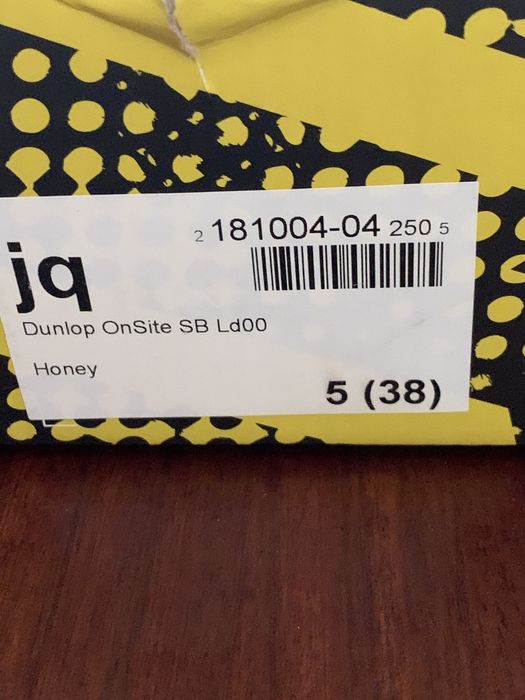 2 181004-04 250 5
jq
Dunlop OnSite SB Ld00
Honey
5 (38)